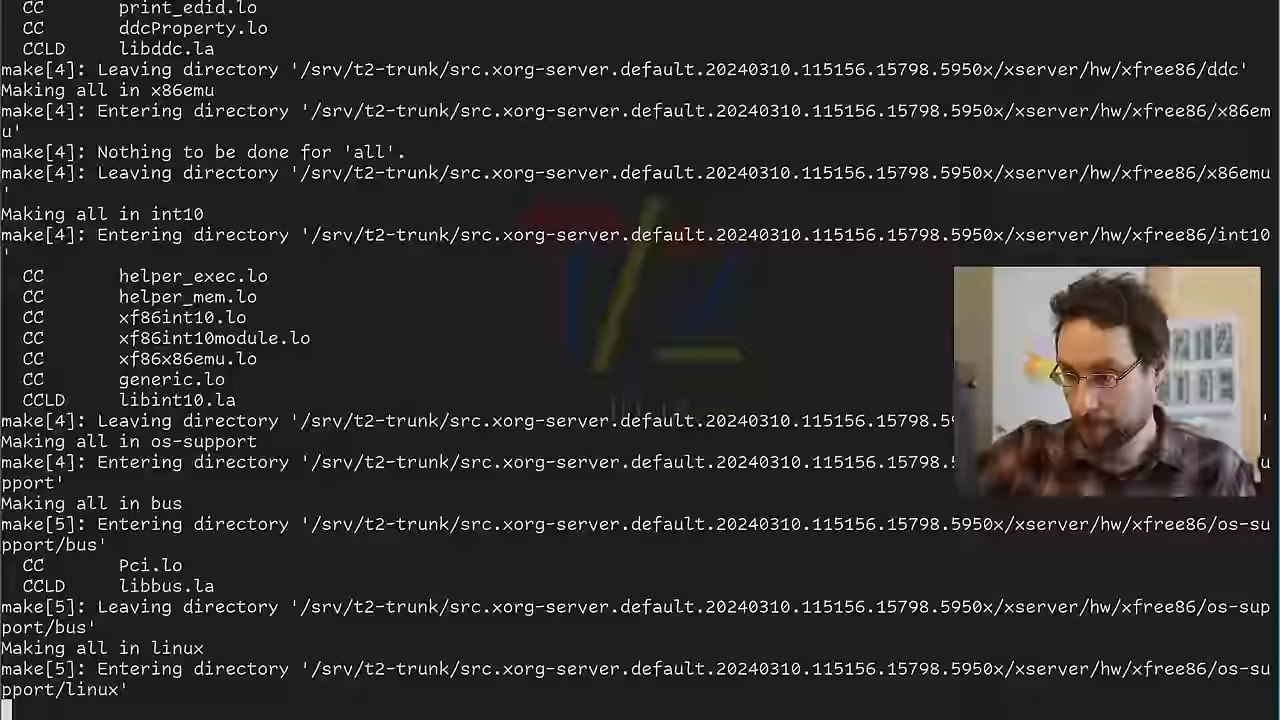 CC       print_edid.lo
CC       ddcProperty.lo
CCLD     libddc.la
make[4]: Leaving directory '/srv/t2-trunk/src.xorg-server.default.20240310.115156.15798.5950x/xserver/hw/xfree86/ddc'
Making all in x86emu
make[4]: Entering directory '/srv/t2-trunk/src.xorg-server.default.20240310.115156.15798.5950x/xserver/hw/xfree86/x86em
u'
make[4]: Nothing to be done for 'all'.
make[4]: Leaving directory '/srv/t2-trunk/src.xorg-server.default.20240310.115156.15798.5950x/xserver/hw/xfree86/x86emu
'
Making all in int10
make[4]: Entering directory '/srv/t2-trunk/src.xorg-server.default.20240310.115156.15798.5950x/xserver/hw/xfree86/int10
'
CC       helper_exec.lo
CC       helper_mem.lo
CC       xf86int10.lo
CC       xf86int10module.lo
CC       xf86x86emu.lo
CC       generic.lo
CCLD     libint10.la
make[4]: Leaving directory '/srv/t2-trunk/src.xorg-server.default.20240310.115156.15798.59 '
Making all in os-support
make[4]: Entering directory '/srv/t2-trunk/src.xorg-server.default.20240310.115156.15798. u
pport'
Making all in bus
make[5]: Entering directory '/srv/t2-trunk/src.xorg-server.default.20240310.115156.15798.5950x/xserver/hw/xfree86/os-su
pport/bus'
CC       Pci.lo
CCLD     libbus.la
make[5]: Leaving directory '/srv/t2-trunk/src.xorg-server.default.20240310.115156.15798.5950x/xserver/hw/xfree86/os-sup
port/bus'
Making all in linux
make[5]: Entering directory '/srv/t2-trunk/src.xorg-server.default.20240310.115156.15798.5950x/xserver/hw/xfree86/os-su
pport/linux'